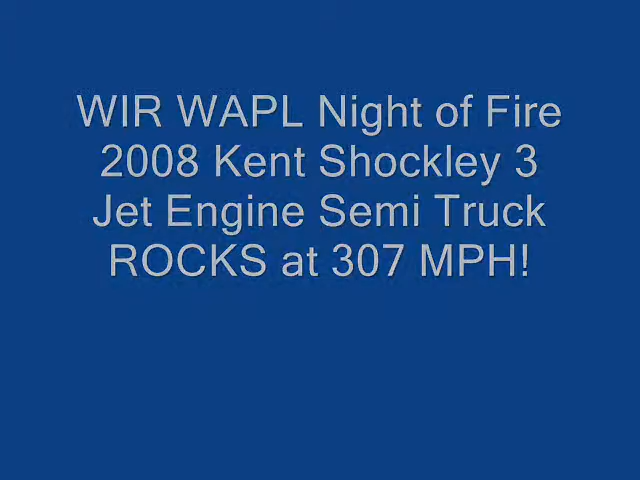 WIR WAPL Night of Fire
2008 Kent Shockley 3
Jet Engine Semi Truck
ROCKS at 307 MPH!